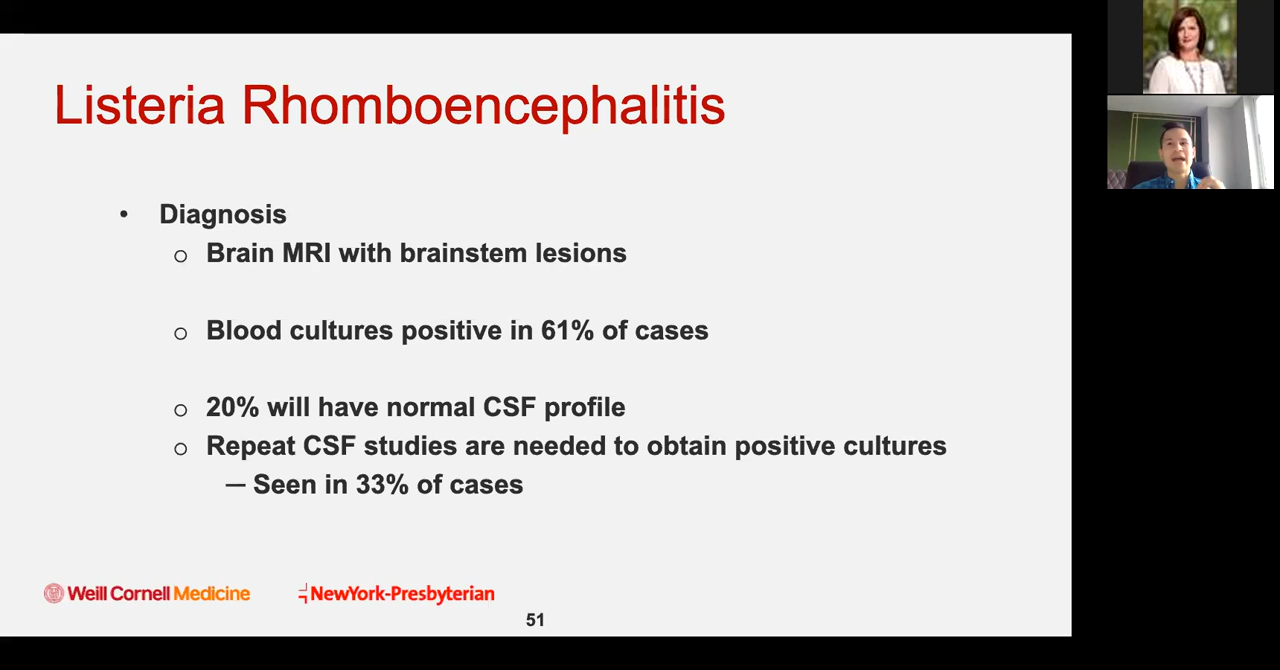 Listeria Rhomboencephalitis
• Diagnosis
o Brain MRI with brainstem lesions
o Blood cultures positive in 61% of cases
o 20% will have normal CSF profile
o Repeat CSF studies are needed to obtain positive cultures
— Seen in 33% of cases
Weill Cornell Medicine
NewYork-Presbyterian
51